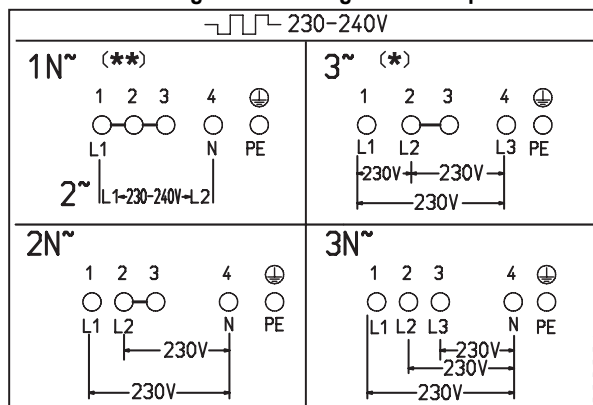 230-240V
1N~ (**)
1 2 3 4
L1 N PE
2~ L1-230-240V-L2
3~ (*)
1 2 3 4
L1 L2 L3 PE
230V 230V
230V
2N~
1 2 3 4
L1 L2 N PE
230V
230V
3N~
1 2 3 4
L1 L2 L3 N PE
230V
230V
230V